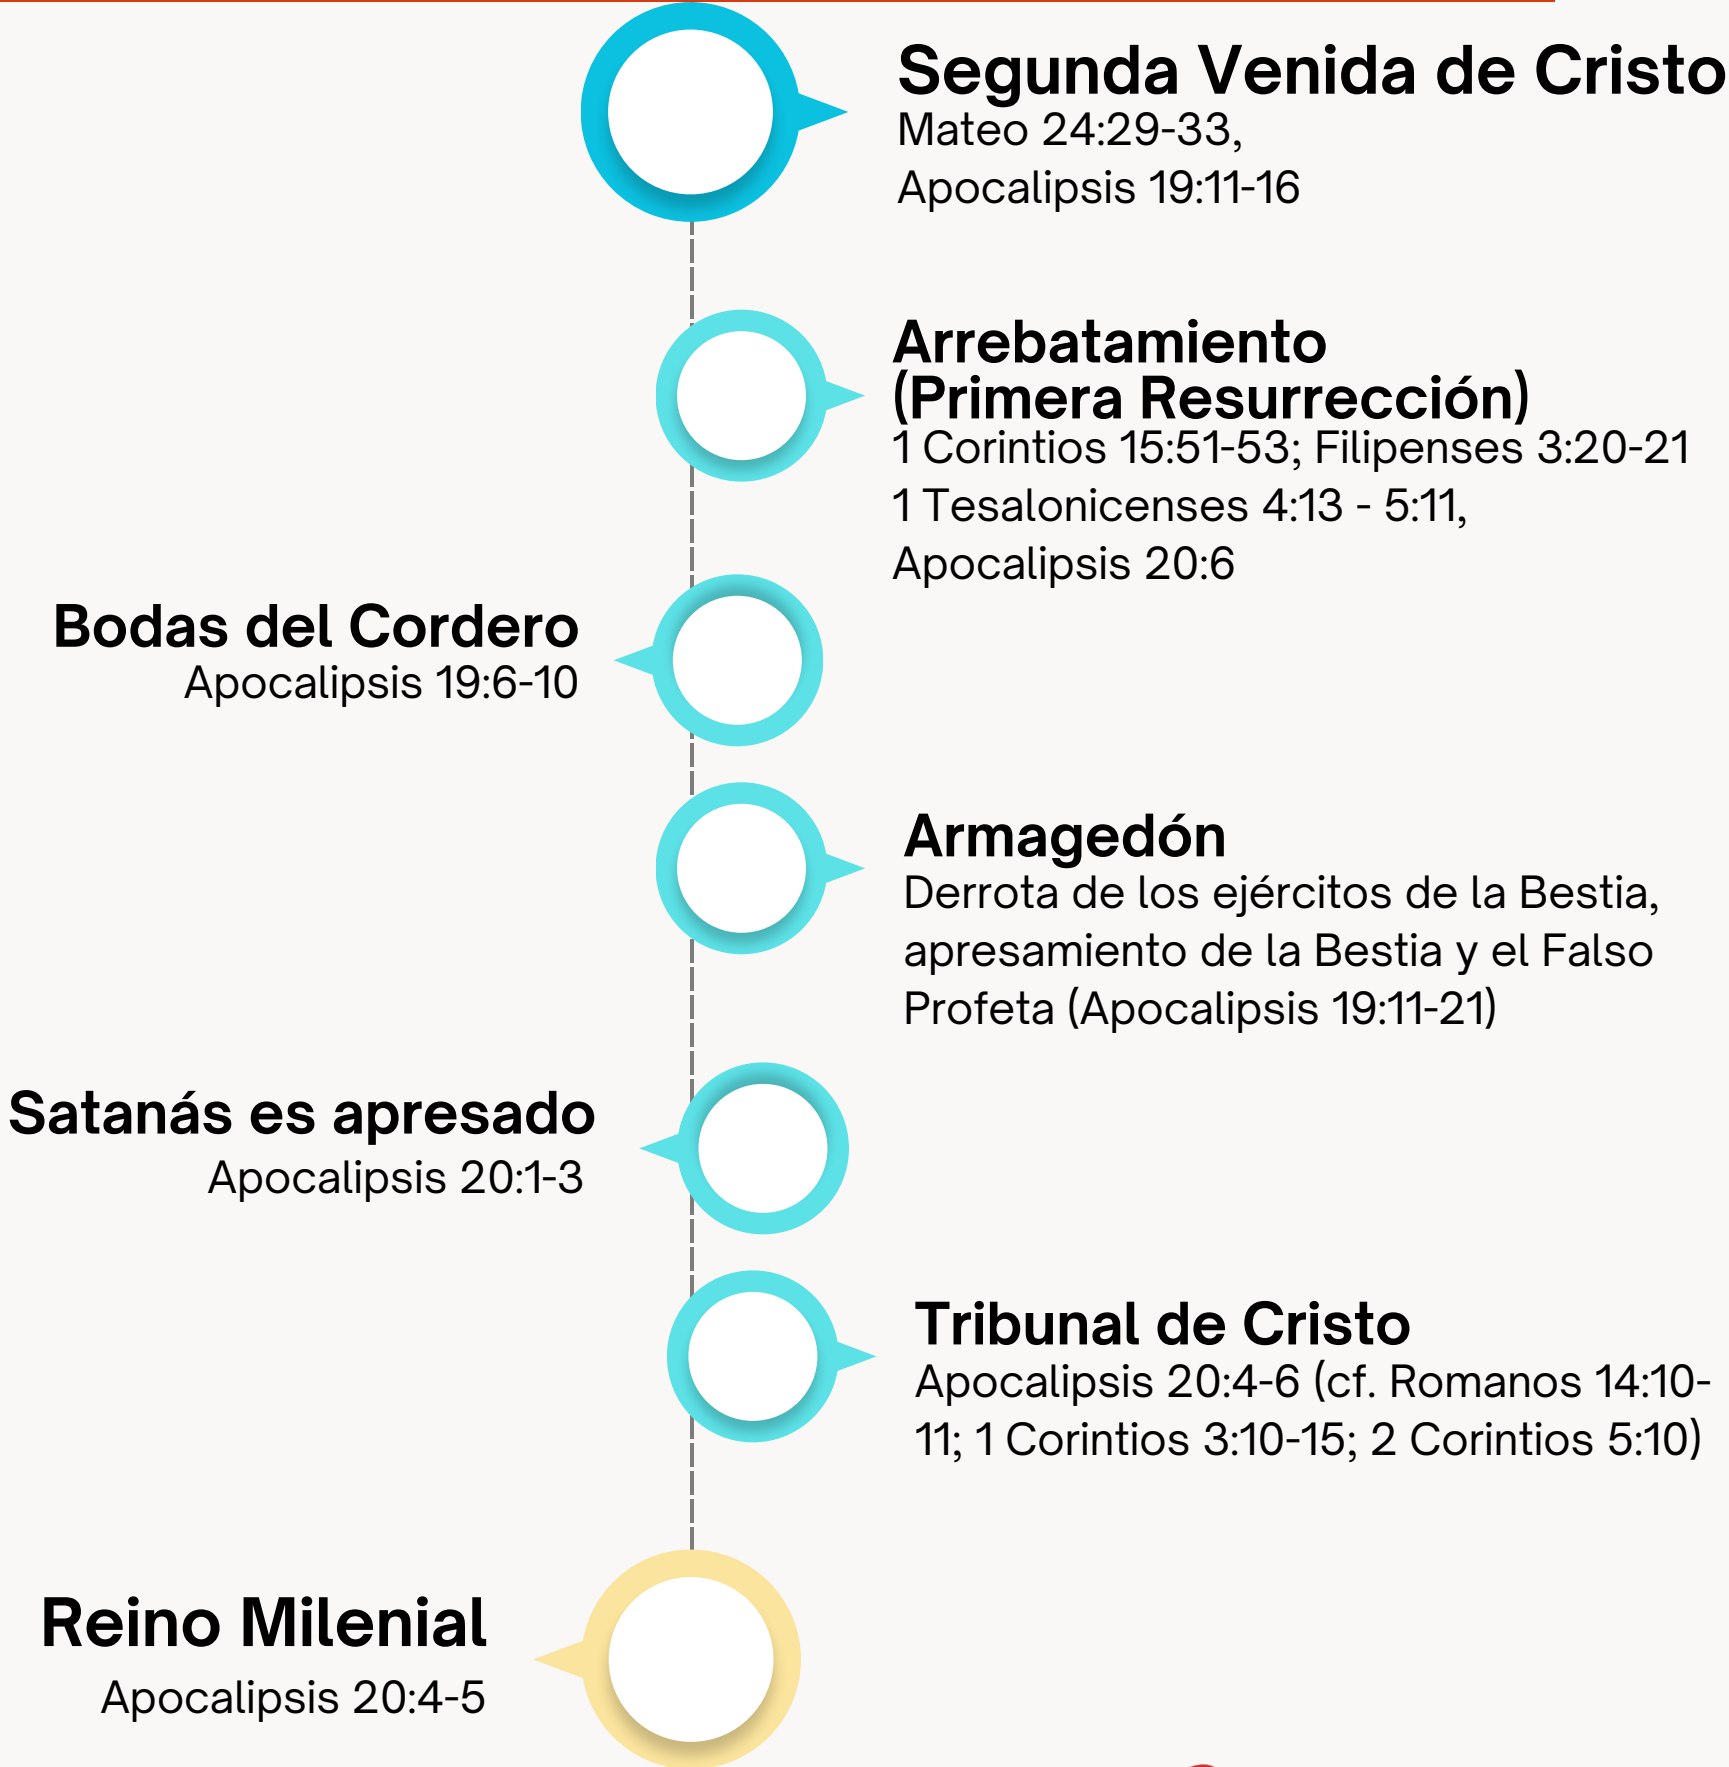 Segunda Venida de Cristo
Mateo 24:29-33,
Apocalipsis 19:11-16
Arrebatamiento
(Primera Resurrección)
1 Corintios 15:51-53; Filipenses 3:20-21
1 Tesalonicenses 4:13 - 5:11,
Apocalipsis 20:6
Bodas del Cordero
Apocalipsis 19:6-10
Armagedón
Derrota de los ejércitos de la Bestia,
apresamiento de la Bestia y el Falso
Profeta (Apocalipsis 19:11-21)
Satanás es apresado
Apocalipsis 20:1-3
Tribunal de Cristo
Apocalipsis 20:4-6 (cf. Romanos 14:10-
11; 1 Corintios 3:10-15; 2 Corintios 5:10)
Reino Milenial
Apocalipsis 20:4-5